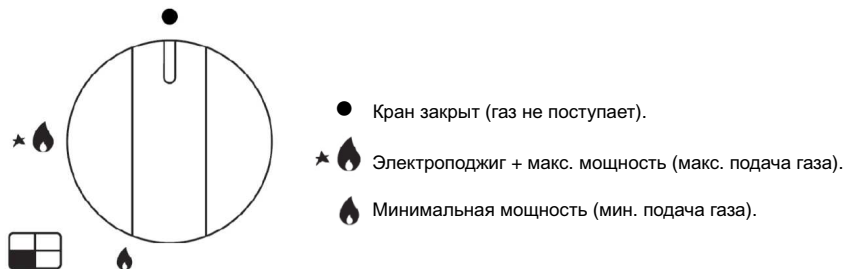 Кран закрыт (газ не поступает).
Электроподжиг + макс. мощность (макс. подача газа).
Минимальная мощность (мин. подача газа).